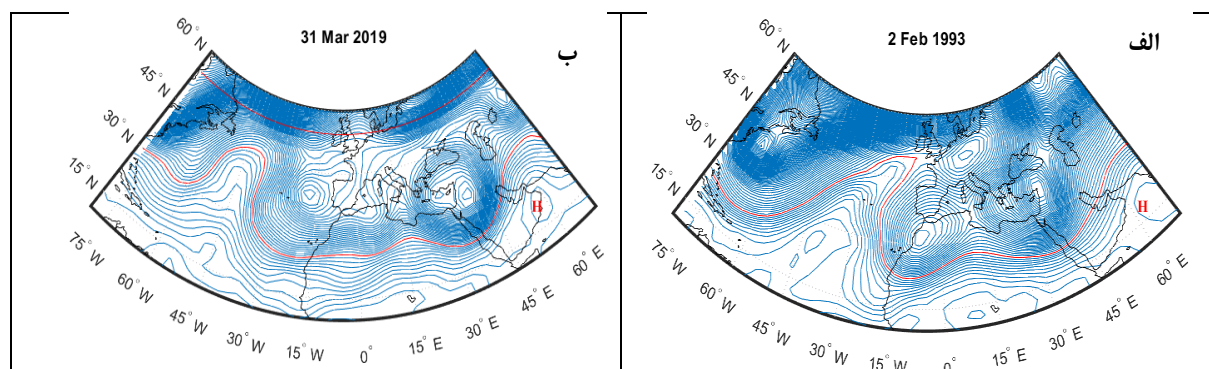 31 Mar 2019
ب
60° N
45° N
30° N
15° N
75° W
60° W
45° W
30° W
15° W
0°
15° E
30° E
45° E
60° E
H
2 Feb 1993
الف
60° N
45° N
30° N
15° N
75° W
60° W
45° W
30° W
15° W
0°
15° E
30° E
45° E
60° E
H